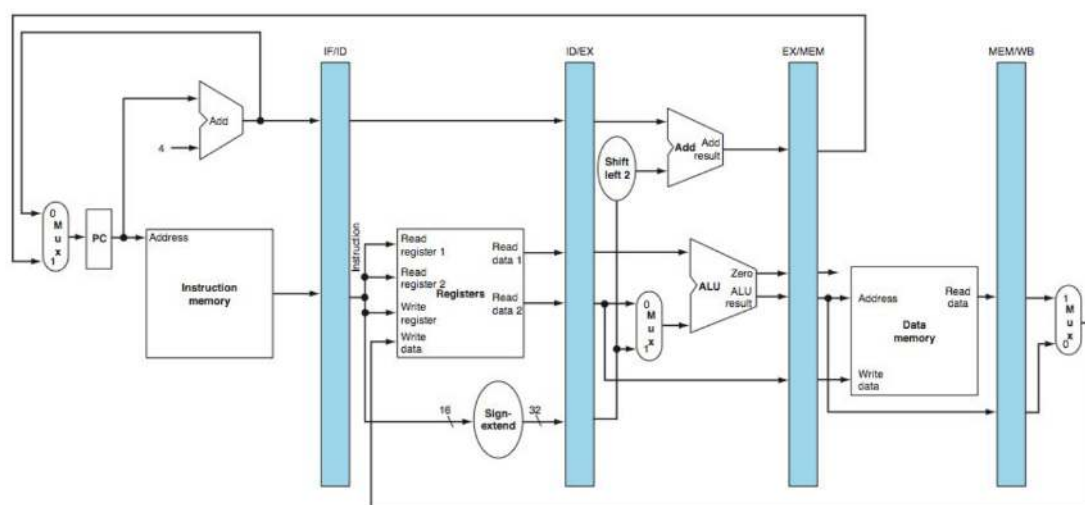 IF/ID
ID/EX
EX/MEM
MEM/WB
Add
4
Add
Add
result
Shift
left 2
0
M
u
x
1
PC
Address
Instruction
memory
Instruction
Read
register 1
Read
register 2
Write
register
Write
data
Registers
Read
data 1
Read
data 2
16
Sign-
extend
32
0
M
u
x
1
Zero
ALU
ALU
result
Address
Read
data
Data
memory
Write
data
1
M
u
x
0